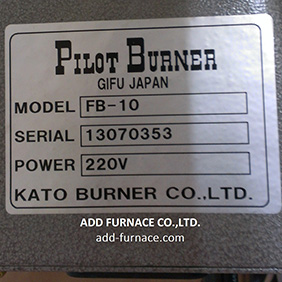 PILOT BURNER
GIFU JAPAN
MODEL FB-10
SERIAL 13070353
POWER 220V
KATO BURNER CO.,LTD.
ADD FURNACE CO.,LTD.
add-furnace.com